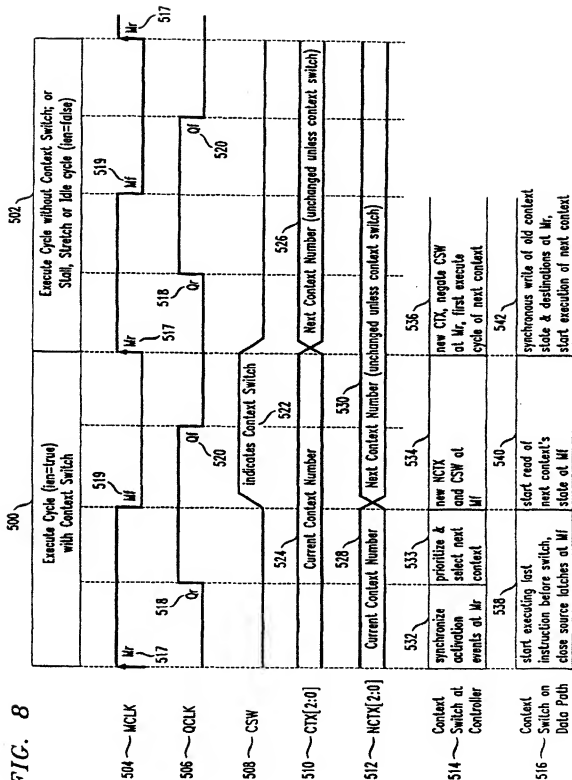 FIG. 8
500
502
Execute Cycle (ien=true)
with Context Switch
Execute Cycle without Context Switch; or
Stall, Stretch or Idle cycle (ien=false)
504 MCLK
Mr
517
519
Mf
Mr
517
519
Mf
Mr
517
506 QCLK
518
Qr
Qf
520
518
Qr
Qf
520
508 CSW
indicates Context Switch
522
510 CTX[2:0]
524
Current Context Number
Next Context Number (unchanged unless context switch)
526
512 NCTX[2:0]
528
Current Context Number
530
Next Context Number (unchanged unless context switch)
Context
Switch at
Controller
514
532
synchronize
activation
events at Mr
533
prioritize &
select next
context
534
new NCTX
and CSW at
Mf
536
new CTX, negate CSW
at Mr, first execute
cycle of next context
Context
Switch on
Data Path
516
538
start executing last
instruction before switch,
close source latches at Mf
540
start read of
next context's
state at Mf
542
synchronous write of old context
state & destinations at Mr,
start execution of next context